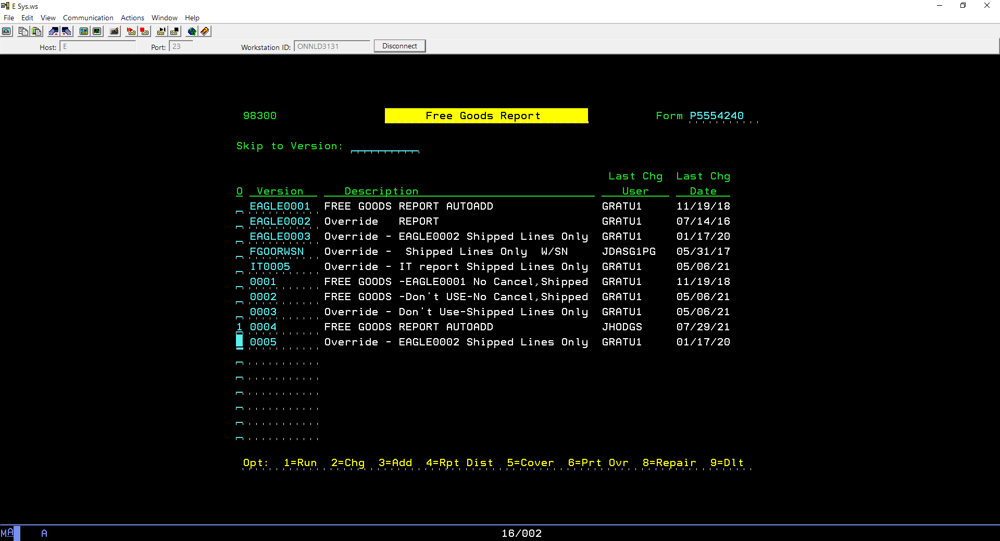 E Sys.ws
File Edit View Communication Actions Window Help
Host: E Port: 23 Workstation ID: ONNLD3131 Disconnect
98300 Free Goods Report Form P5554240
Skip to Version:
Last Chg Last Chg
O Version Description User Date
EAGLE0001 FREE GOODS REPORT AUTOADD GRATU1 11/19/18
EAGLE0002 Override REPORT GRATU1 07/14/16
EAGLE0003 Override - EAGLE0002 Shipped Lines Only GRATU1 01/17/20
FGOORWSN Override - Shipped Lines Only W/SN JDASG1PG 05/31/17
IT0005 Override - IT report Shipped Lines Only GRATU1 05/06/21
0001 FREE GOODS -EAGLE0001 No Cancel,Shipped GRATU1 11/19/18
0002 FREE GOODS -Don't USE-No Cancel,Shipped GRATU1 05/06/21
0003 Override - Don't Use-Shipped Lines Only GRATU1 05/06/21
1 0004 FREE GOODS REPORT AUTOADD JHODGS 07/29/21
0005 Override - EAGLE0002 Shipped Lines Only GRATU1 01/17/20
Opt: 1=Run 2=Chg 3=Add 4=Rpt Dist 5=Cover 6=Prt Ovr 8=Repair 9=Dlt
MA A 16/002